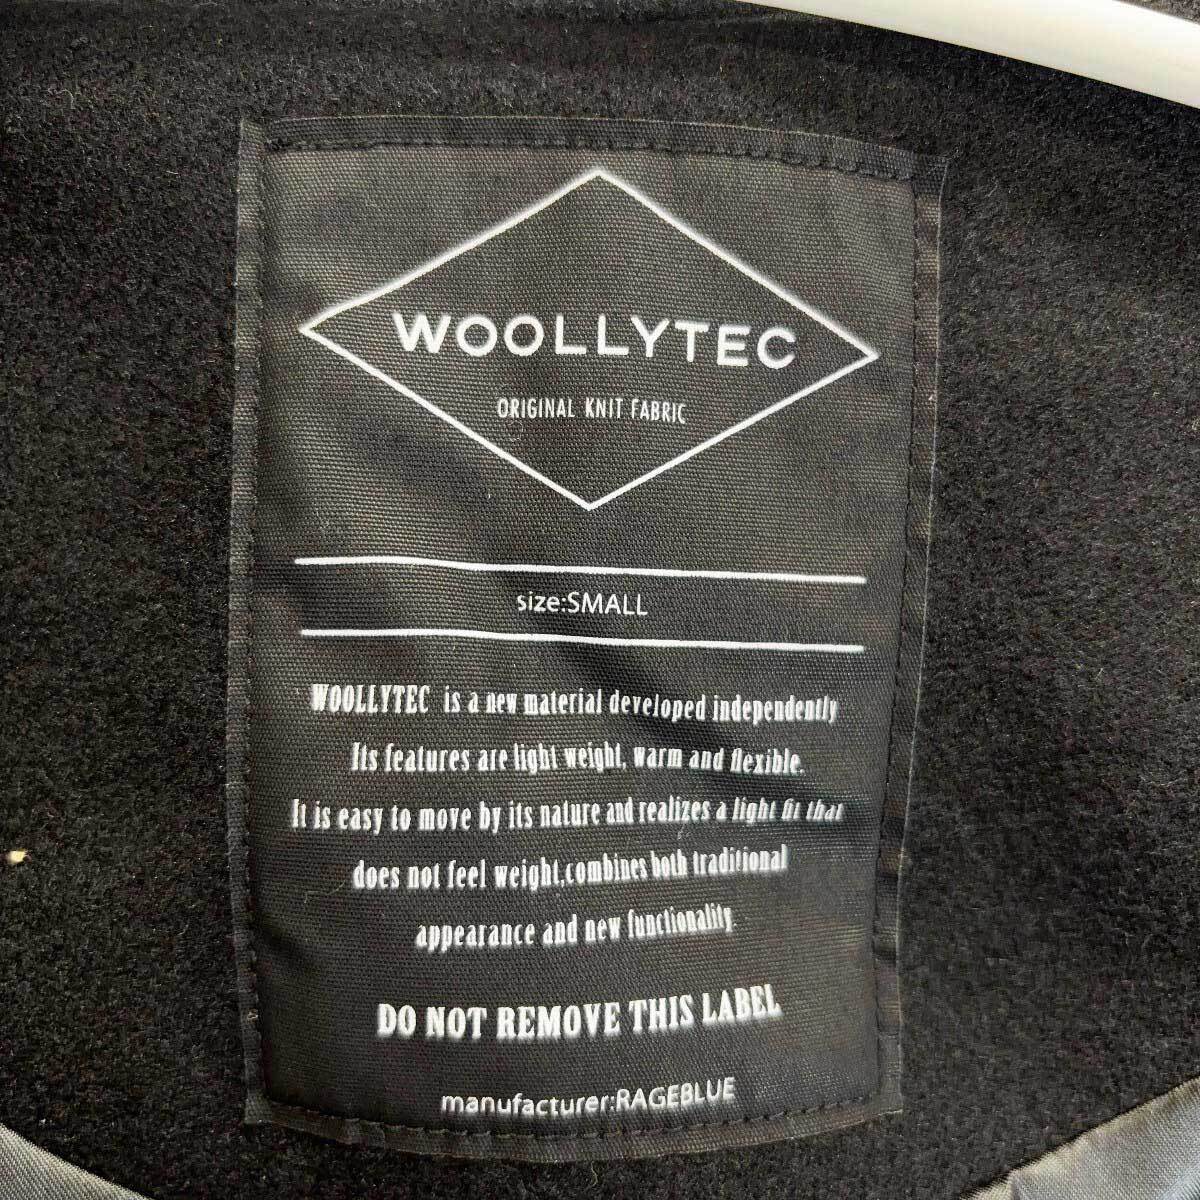 WOOLLYTEC
ORIGINAL KNIT FABRIC
size:SMALL
WOOLLYTEC is a new material developed independently
Its features are light weight, warm and flexible.
It is easy to move by its nature and realizes a light fit that
does not feel weight,combines both traditional
appearance and new functionality
DO NOT REMOVE THIS LABEL
manufacturer:RAGEBLUE